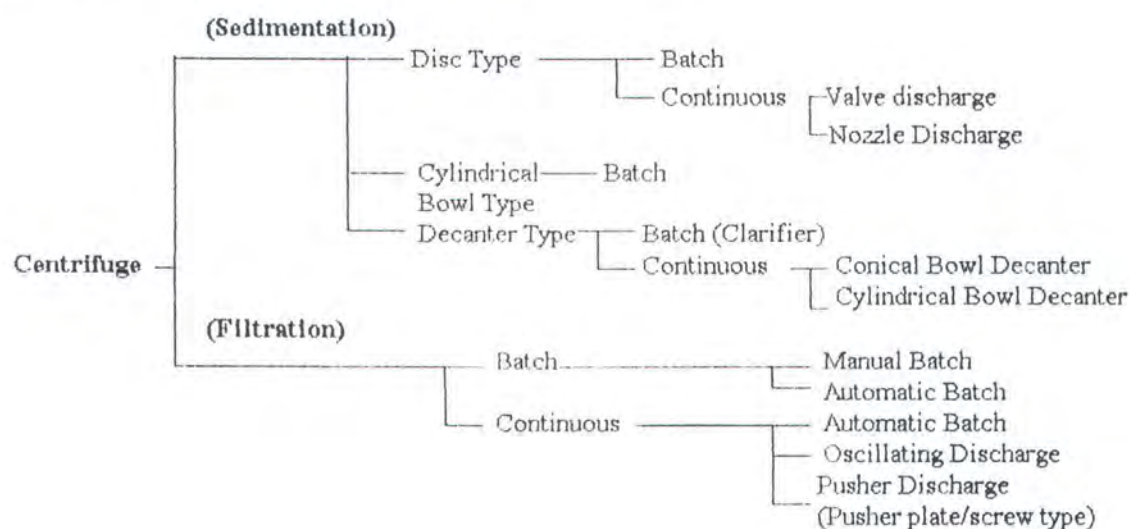 (Sedimentation)
Disc Type
Batch
Continuous
Valve discharge
Nozzle Discharge
Cylindrical
Bowl Type
Batch
Decanter Type
Batch (Clarifier)
Continuous
Conical Bowl Decanter
Cylindrical Bowl Decanter
Centrifuge
(Filtration)
Batch
Manual Batch
Automatic Batch
Continuous
Automatic Batch
Oscillating Discharge
Pusher Discharge
(Pusher plate/screw type)